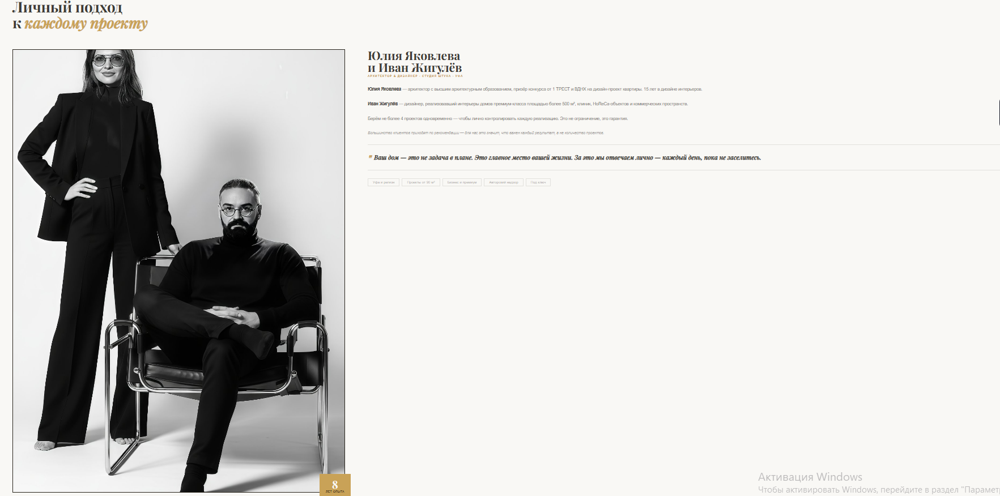 Личный подход
к каждому проекту
Юлия Яковлева
и Иван Жигулёв
АРХИТЕКТОР & ДИЗАЙНЕР · СТУДИЯ ШТУКА · УФА
Юлия Яковлева — архитектор с высшим архитектурным образованием, призёр конкурса от 1 ТРЕСТ и ВДНХ на дизайн-проект квартиры. 15 лет в дизайне интерьеров.
Иван Жигулёв — дизайнер, реализовавший интерьеры домов премиум-класса площадью более 500 м², клиник, HoReCa-объектов и коммерческих пространств.
Берём не более 4 проектов одновременно — чтобы лично контролировать каждую реализацию. Это не ограничение, это гарантия.
Большинство клиентов приходят по рекомендации — для нас это значит, что важен каждый результат, а не количество проектов.
" Ваш дом — это не задача в плане. Это главное место вашей жизни. За это мы отвечаем лично — каждый день, пока не заселитесь.
Уфа и регион Проекты от 90 м² Бизнес и премиум Авторский надзор Под ключ
8
ЛЕТ ОПЫТА
Активация Windows
Чтобы активировать Windows, перейдите в раздел "Парамет